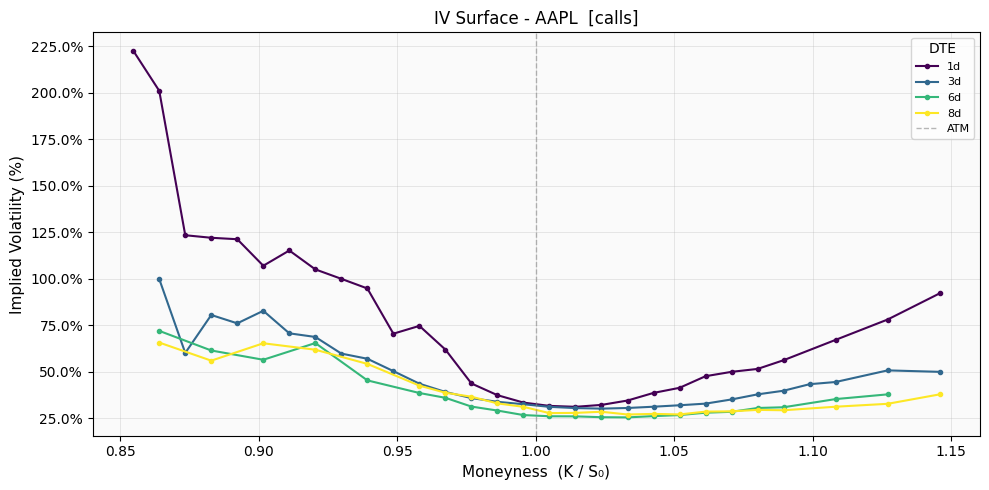 IV Surface - AAPL  [calls]
Implied Volatility (%)
225.0%
200.0%
175.0%
150.0%
125.0%
100.0%
75.0%
50.0%
25.0%
DTE
1d
3d
6d
8d
ATM
0.85 0.90 0.95 1.00 1.05 1.10 1.15
Moneyness  (K / S₀)